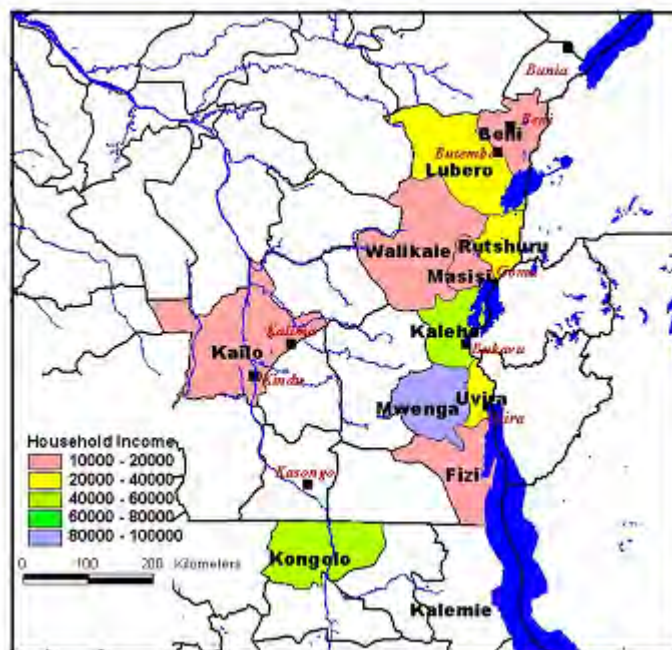 Bunia
Beni
Beni
Butembo
Lubero
Walikale
Rutshuru
Masisi
Goma
Kalehe
Bukavu
Kalima
Kailo
Kindu
Mwenga
Uvira
Household Income
10000 - 20000
20000 - 40000
40000 - 60000
60000 - 80000
80000 - 100000
Kasongo
Fizi
Kongolo
0 100 200 Kilometers
Kalemie